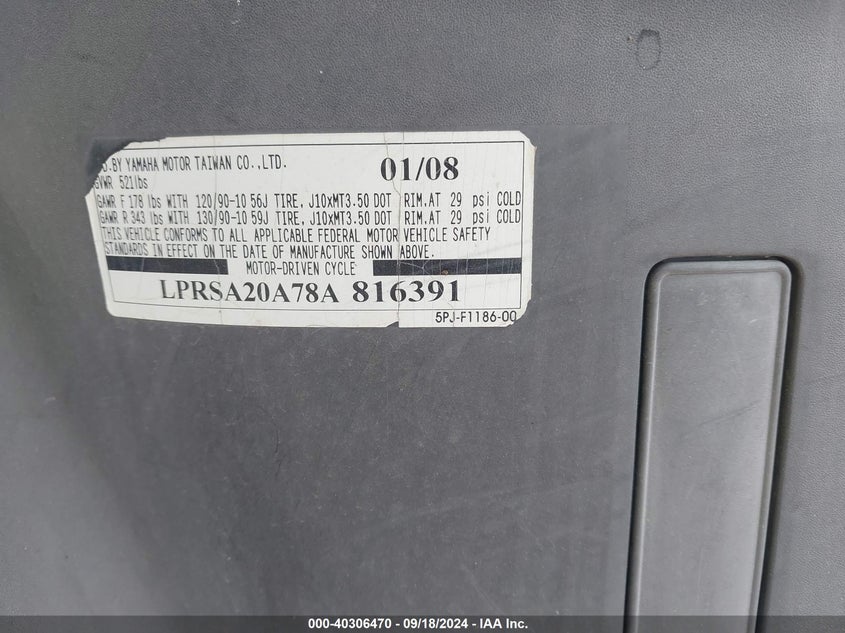 D.BY YAMAHA MOTOR TAIWAN CO.,LTD. 01/08
GVWR 521lbs
GAWR F 178 lbs WITH 120/90-10 56J TIRE, J10xMT3.50 DOT RIM.AT 29 psi COLD
GAWR R 343 lbs WITH 130/90-10 59J TIRE, J10xMT3.50 DOT RIM.AT 29 psi COLD
THIS VEHICLE CONFORMS TO ALL APPLICABLE FEDERAL MOTOR VEHICLE SAFETY
STANDARDS IN EFFECT ON THE DATE OF MANUFACTURE SHOWN ABOVE.
MOTOR-DRIVEN CYCLE
LPRSA20A78A 816391
5PJ-F1186-00
000-40306470 - 09/18/2024 - IAA Inc.